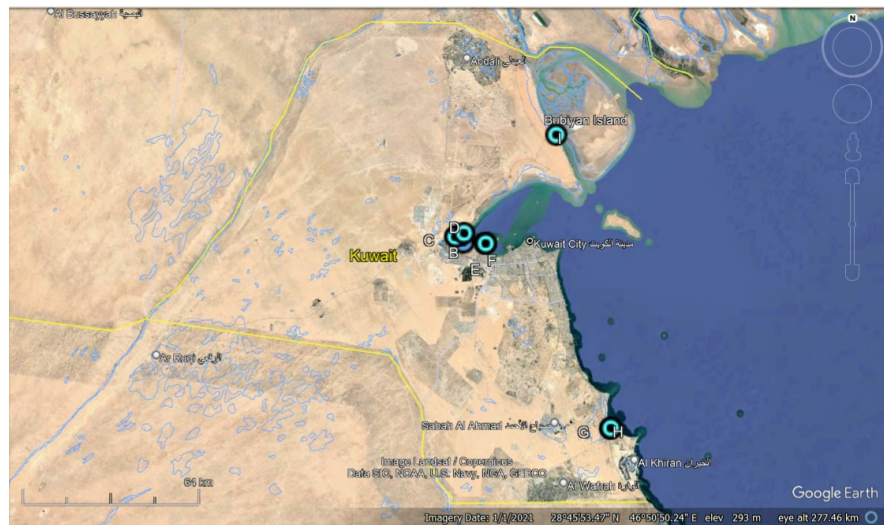 Al Bussayyah البصية
N
Abdali العبدلي
Bubiyan Island
I
D
C
B
F
E
Kuwait City مدينة الكويت
Kuwait
Ar Ruqi الرقعي
Sabah Al Ahmad صباح الأحمد
G
H
Al Khiran الخيران
Image Landsat / Copernicus
Data SIO, NOAA, U.S. Navy, NGA, GEBCO
Al Wafrah الوفرة
64 km
Google Earth
Imagery Date: 1/1/2021 28°45'53.47" N 46°50'50.24" E elev 293 m eye alt 277.46 km